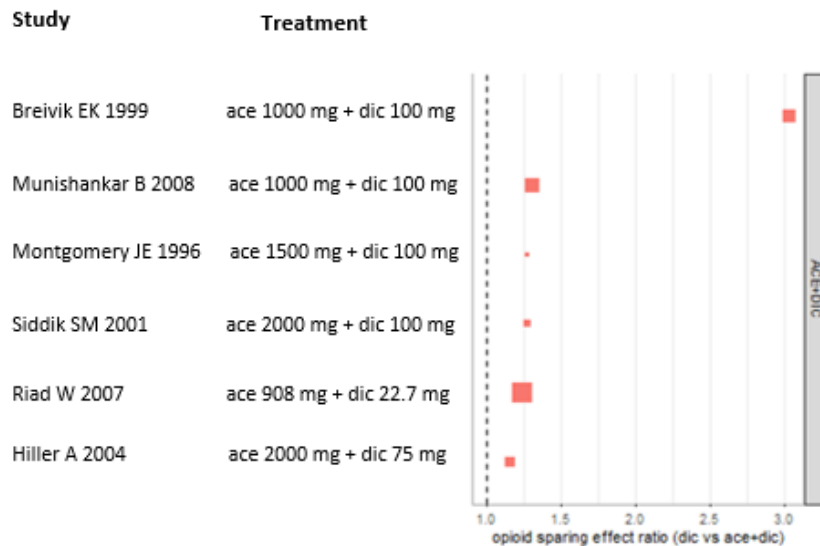 Study Treatment
Breivik EK 1999 ace 1000 mg + dic 100 mg
Munishankar B 2008 ace 1000 mg + dic 100 mg
Montgomery JE 1996 ace 1500 mg + dic 100 mg
Siddik SM 2001 ace 2000 mg + dic 100 mg
Riad W 2007 ace 908 mg + dic 22.7 mg
Hiller A 2004 ace 2000 mg + dic 75 mg
ACE+DIC
1.0 1.5 2.0 2.5 3.0
opioid sparing effect ratio (dic vs ace+dic)